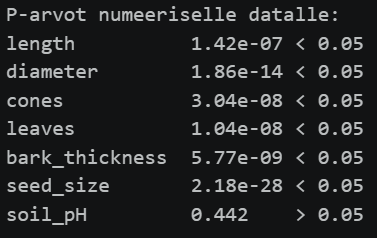 P-arvot numeeriselle datalle:
length 1.42e-07 < 0.05
diameter 1.86e-14 < 0.05
cones 3.04e-08 < 0.05
leaves 1.04e-08 < 0.05
bark_thickness 5.77e-09 < 0.05
seed_size 2.18e-28 < 0.05
soil_pH 0.442 > 0.05